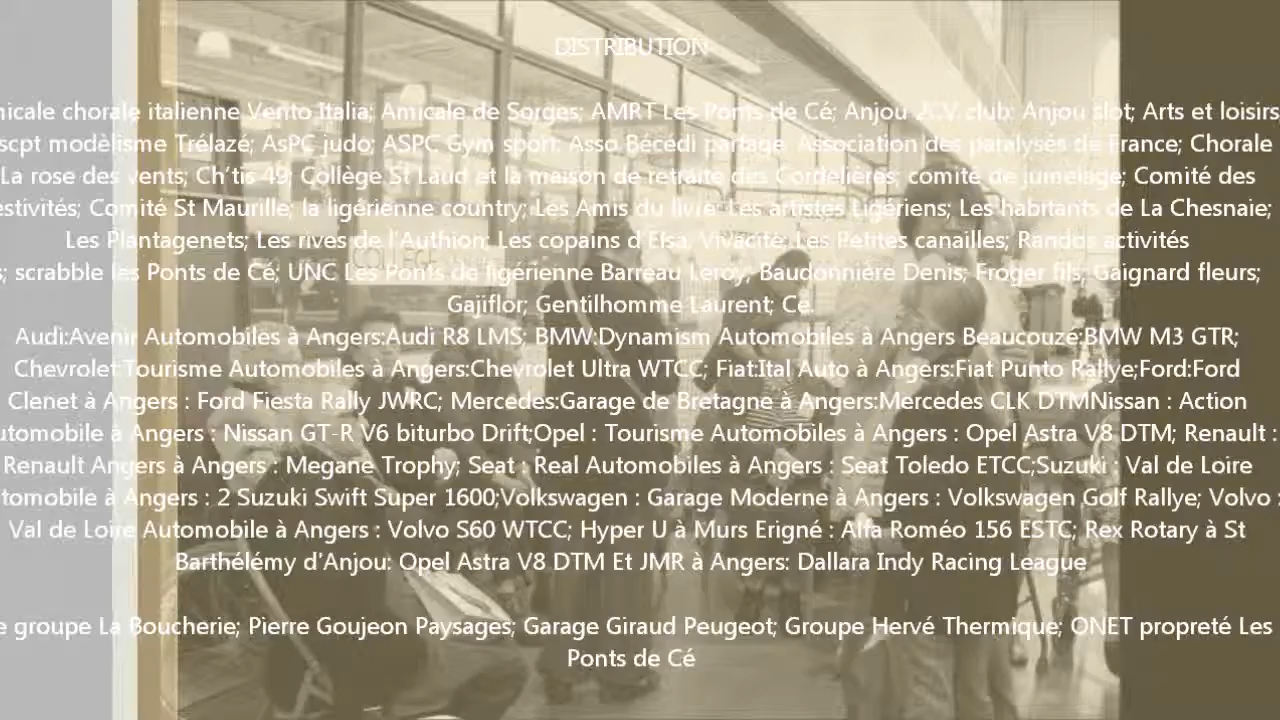 DISTRIBUTION
icale chorale italienne Vento Italia; Amicale de Sorges; AMRT Les Ponts de Cé; Anjou 2CV club; Anjou slot; Arts et loisirs
scpt modèlisme Trélazé; AsPC judo; ASPC Gym sport; Asso Bécédi partage, Association des paralysés de France; Chorale
La rose des vents; Ch'tis 49; Collège St Laud et la maison de retraite des Cordelières; comité de jumelage; Comité des
estivités; Comité St Maurille; la ligérienne country; Les Amis du livre; Les artistes Ligériens; Les habitants de La Chesnaie;
Les Plantagenets; Les rives de l'Authion; Les copains d'Elsa, Vivacité; Les Petites canailles; Randos activités
; scrabble les Ponts de Cé; UNC Les Ponts de ligérienne Barreau Leroy; Baudonnière Denis; Froger fils; Gaignard fleurs;
Gajiflor; Gentilhomme Laurent; Ce.
Audi:Avenir Automobiles à Angers:Audi R8 LMS; BMW:Dynamism Automobiles à Angers Beaucouzé:BMW M3 GTR;
Chevrolet:Tourisme Automobiles à Angers:Chevrolet Ultra WTCC; Fiat:Ital Auto à Angers:Fiat Punto Rallye;Ford:Ford
Clenet à Angers : Ford Fiesta Rally JWRC; Mercedes:Garage de Bretagne à Angers:Mercedes CLK DTMNissan : Action
utomobile à Angers : Nissan GT-R V6 biturbo Drift;Opel : Tourisme Automobiles à Angers : Opel Astra V8 DTM; Renault :
Renault Angers à Angers : Megane Trophy; Seat : Real Automobiles à Angers : Seat Toledo ETCC;Suzuki : Val de Loire
tomobile à Angers : 2 Suzuki Swift Super 1600;Volkswagen : Garage Moderne à Angers : Volkswagen Golf Rallye; Volvo :
Val de Loire Automobile à Angers : Volvo S60 WTCC; Hyper U à Murs Erigné : Alfa Roméo 156 ESTC; Rex Rotary à St
Barthélémy d'Anjou: Opel Astra V8 DTM Et JMR à Angers: Dallara Indy Racing League
e groupe La Boucherie; Pierre Goujeon Paysages; Garage Giraud Peugeot; Groupe Hervé Thermique; ONET propreté Les
Ponts de Cé